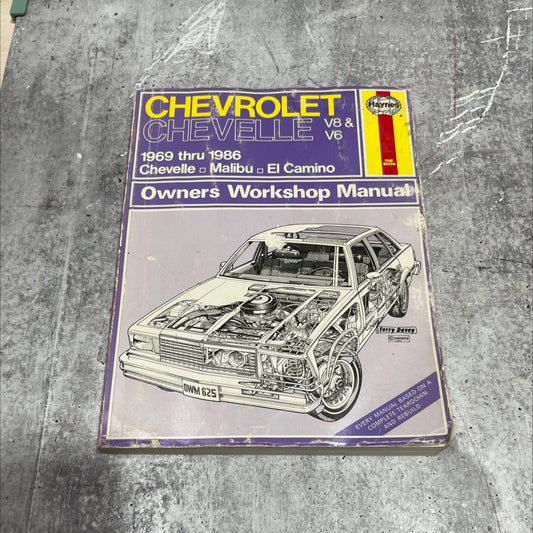 CHEVROLET
CHEVELLE V8 & V6
Haynes
1969 thru 1986
Chevelle Malibu El Camino
Owners Workshop Manual
Terry Davey
OWM 625
EVERY MANUAL BASED ON A
COMPLETE TEARDOWN
AND REBUILD